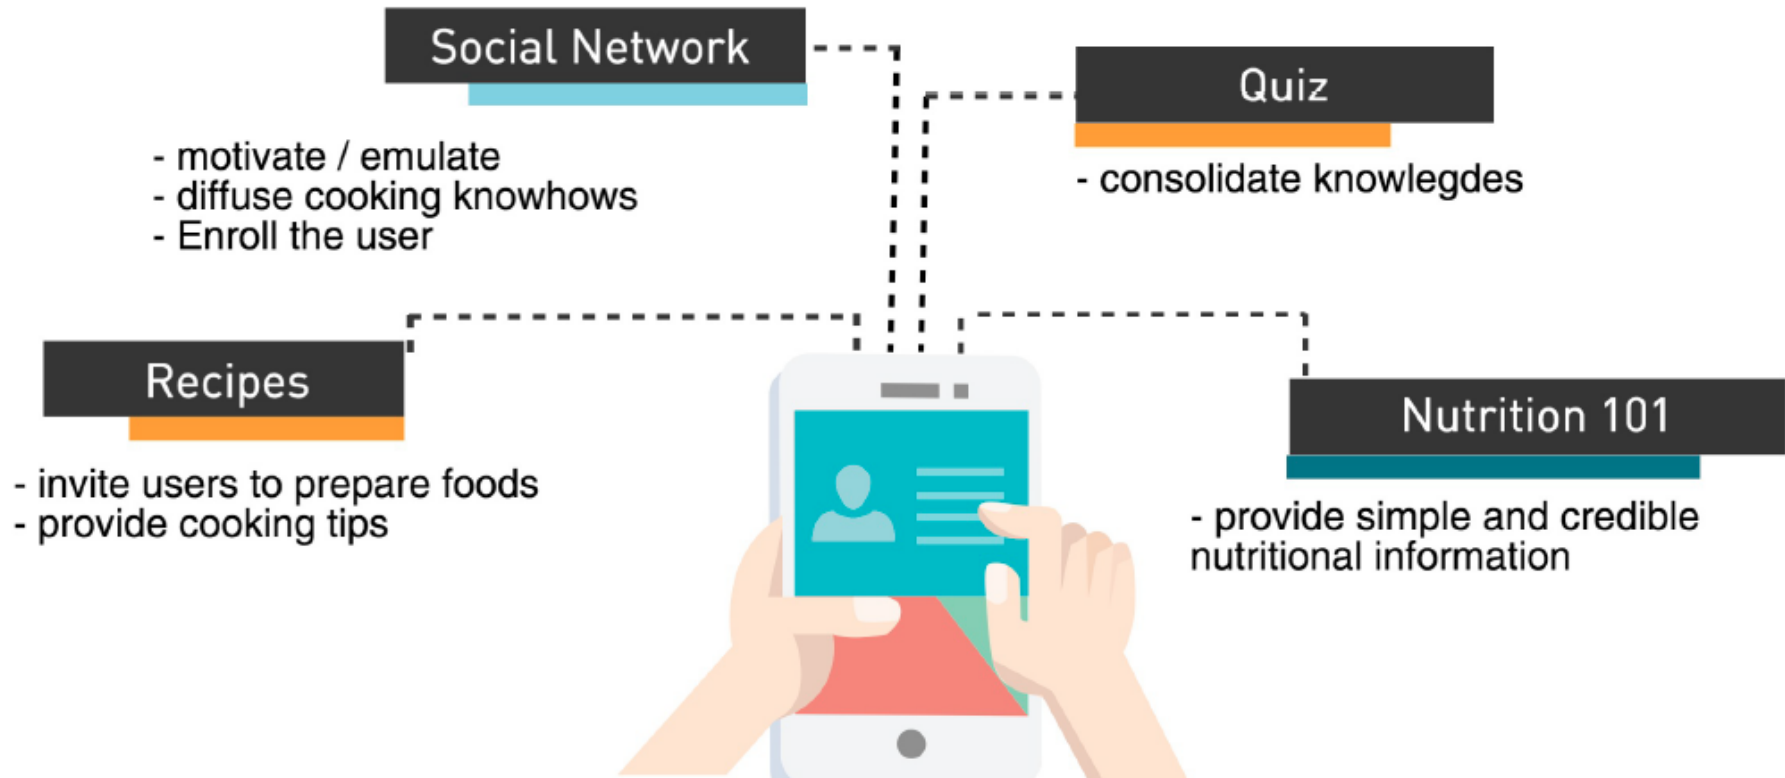 Social Network
- motivate / emulate
- diffuse cooking knowhows
- Enroll the user
Quiz
- consolidate knowlegdes
Recipes
- invite users to prepare foods
- provide cooking tips
Nutrition 101
- provide simple and credible
nutritional information